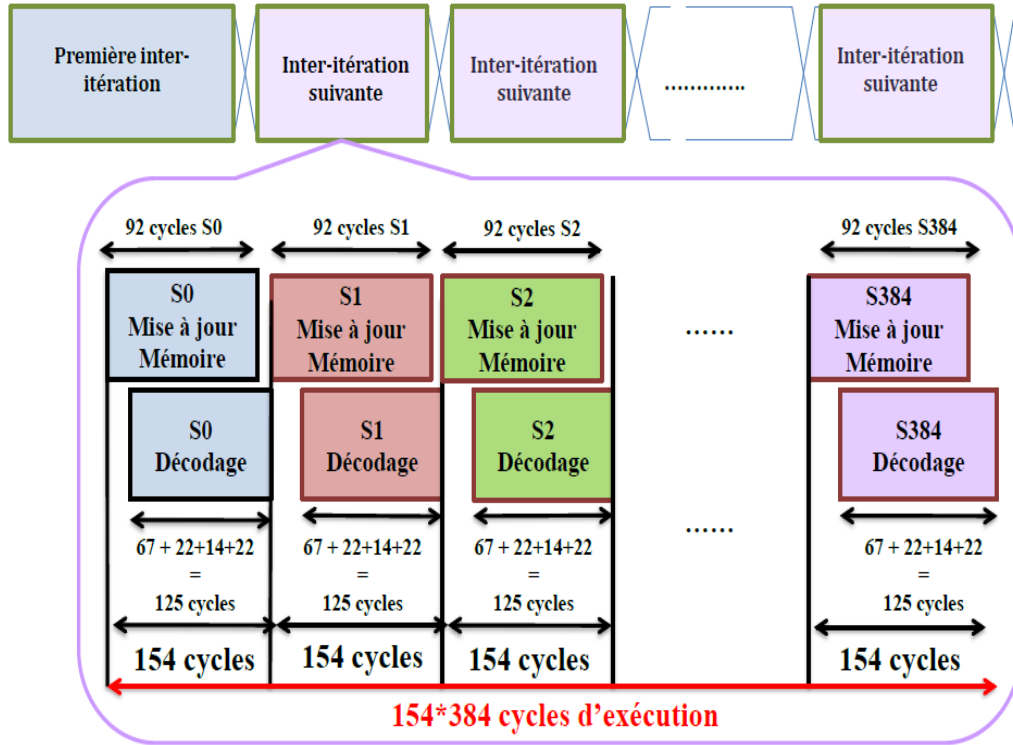 Première inter-
itération
Inter-itération
suivante
Inter-itération
suivante
.............
Inter-itération
suivante
92 cycles S0
92 cycles S1
92 cycles S2
92 cycles S384
S0
Mise à jour
Mémoire
S1
Mise à jour
Mémoire
S2
Mise à jour
Mémoire
......
S384
Mise à jour
Mémoire
S0
Décodage
S1
Décodage
S2
Décodage
S384
Décodage
......
67 + 22+14+22
=
125 cycles
67 + 22+14+22
=
125 cycles
67 + 22+14+22
=
125 cycles
67 + 22+14+22
=
125 cycles
154 cycles
154 cycles
154 cycles
154 cycles
154*384 cycles d’exécution